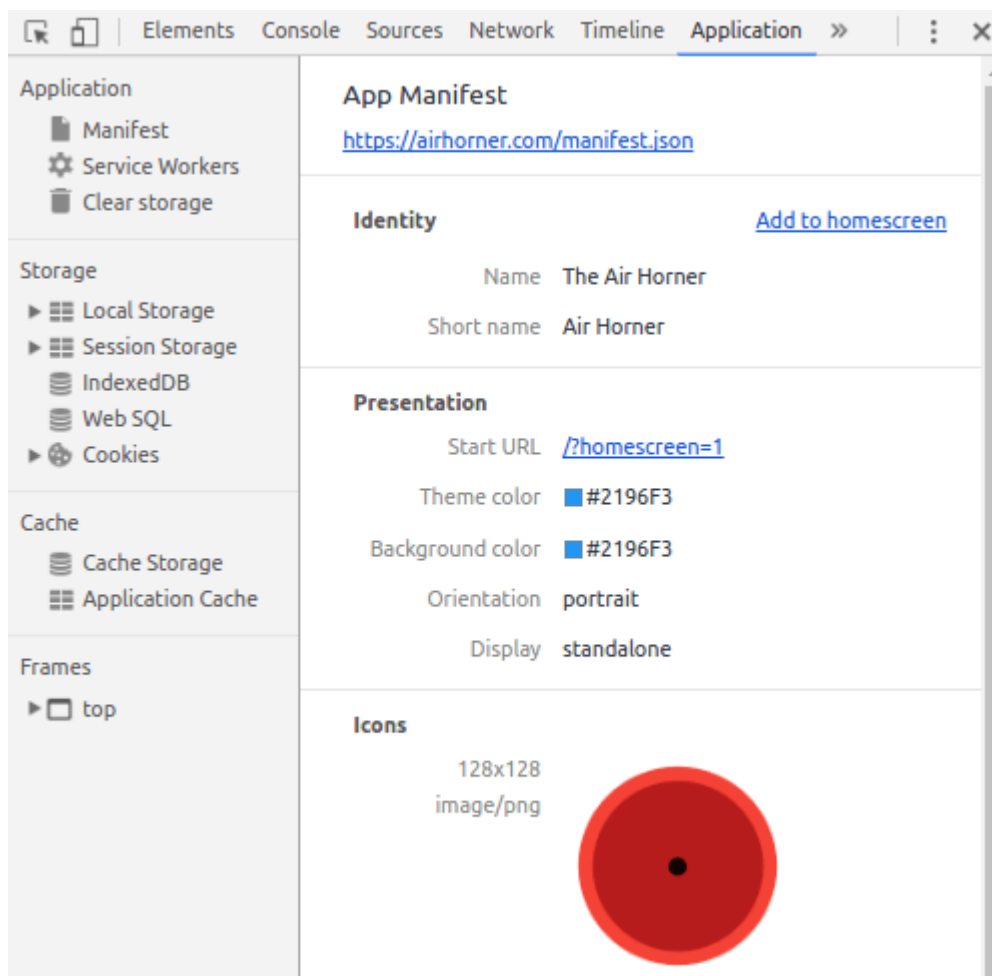 Elements Console Sources Network Timeline Application »
Application
Manifest
Service Workers
Clear storage
Storage
Local Storage
Session Storage
IndexedDB
Web SQL
Cookies
Cache
Cache Storage
Application Cache
Frames
top
App Manifest
https://airhorner.com/manifest.json
Identity Add to homescreen
Name The Air Horner
Short name Air Horner
Presentation
Start URL /?homescreen=1
Theme color #2196F3
Background color #2196F3
Orientation portrait
Display standalone
Icons
128x128
image/png